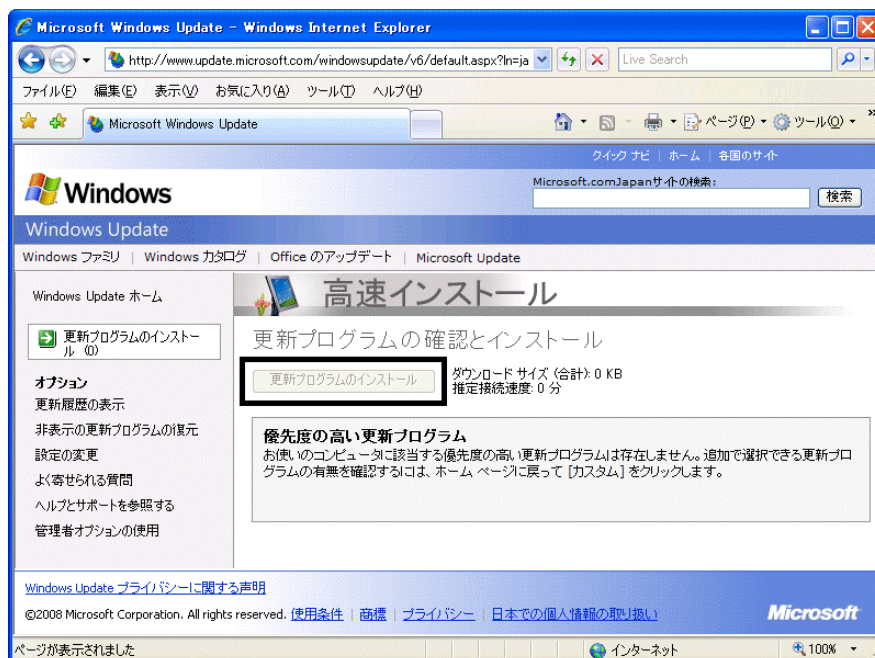 Microsoft Windows Update - Windows Internet Explorer
http://www.update.microsoft.com/windowsupdate/v6/default.aspx?ln=ja
Live Search
ファイル(F) 編集(E) 表示(V) お気に入り(A) ツール(T) ヘルプ(H)
Microsoft Windows Update
ページ(P) ツール(O) »
クイック ナビ | ホーム | 各国のサイト
Windows
Microsoft.comJapanサイトの検索:
検索
Windows Update
Windows ファミリ | Windows カタログ | Office のアップデート | Microsoft Update
Windows Update ホーム
更新プログラムのインストー
ル (0)
オプション
更新履歴の表示
非表示の更新プログラムの復元
設定の変更
よく寄せられる質問
ヘルプとサポートを参照する
管理者オプションの使用
高速インストール
更新プログラムの確認とインストール
更新プログラムのインストール
ダウンロード サイズ (合計): 0 KB
推定接続速度: 0 分
優先度の高い更新プログラム
お使いのコンピュータに該当する優先度の高い更新プログラムは存在しません。追加で選択できる更新プロ
グラムの有無を確認するには、ホーム ページに戻って [カスタム] をクリックします。
Windows Update プライバシーに関する声明
©2008 Microsoft Corporation. All rights reserved. 使用条件 | 商標 | プライバシー | 日本での個人情報の取り扱い
Microsoft
ページが表示されました
インターネット
100%